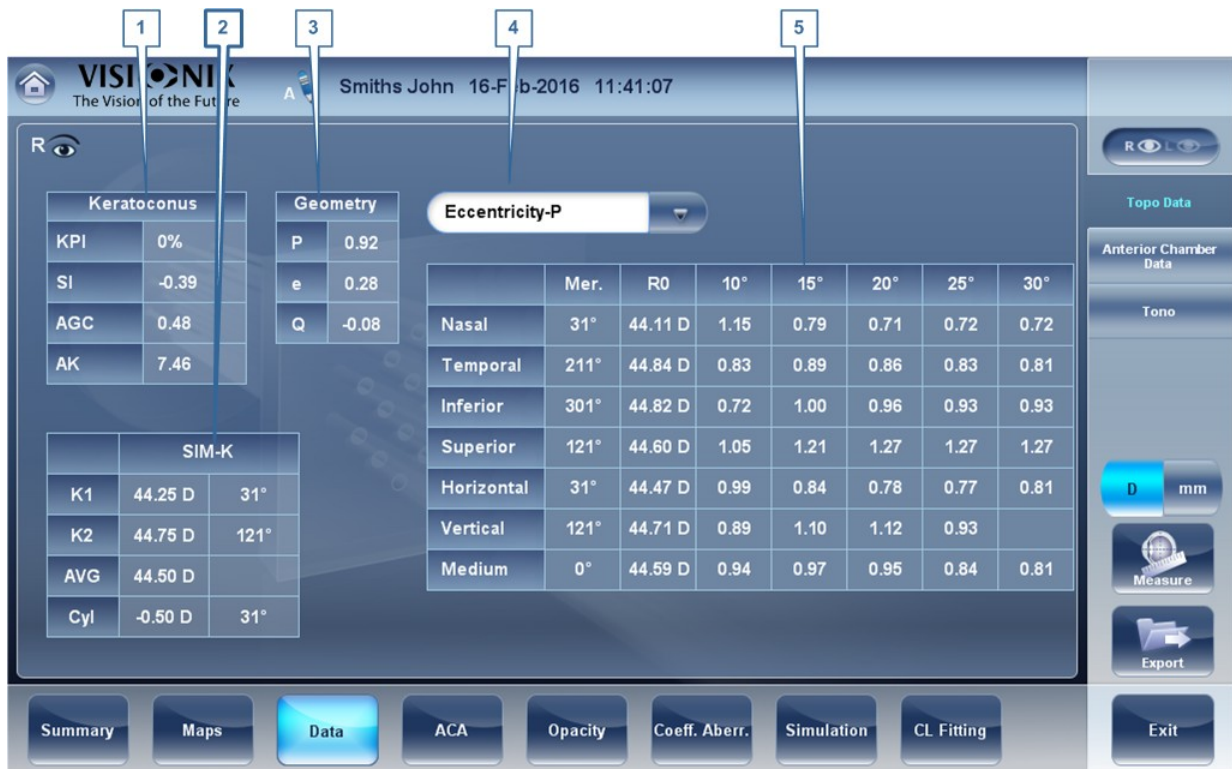 1 2 3 4 5
VISIONIX
The Vision of the Future
A Smiths John 16-Feb-2016 11:41:07
R
R L
Topo Data
Anterior Chamber
Data
Tono
Keratoconus
KPI 0%
SI -0.39
AGC 0.48
AK 7.46
Geometry
P 0.92
e 0.28
Q -0.08
Eccentricity-P
Mer. R0 10° 15° 20° 25° 30°
Nasal 31° 44.11 D 1.15 0.79 0.71 0.72 0.72
Temporal 211° 44.84 D 0.83 0.89 0.86 0.83 0.81
Inferior 301° 44.82 D 0.72 1.00 0.96 0.93 0.93
Superior 121° 44.60 D 1.05 1.21 1.27 1.27 1.27
Horizontal 31° 44.47 D 0.99 0.84 0.78 0.77 0.81
Vertical 121° 44.71 D 0.89 1.10 1.12 0.93
Medium 0° 44.59 D 0.94 0.97 0.95 0.84 0.81
SIM-K
K1 44.25 D 31°
K2 44.75 D 121°
AVG 44.50 D
Cyl -0.50 D 31°
D mm
Measure
Export
Summary Maps Data ACA Opacity Coeff. Aberr. Simulation CL Fitting Exit